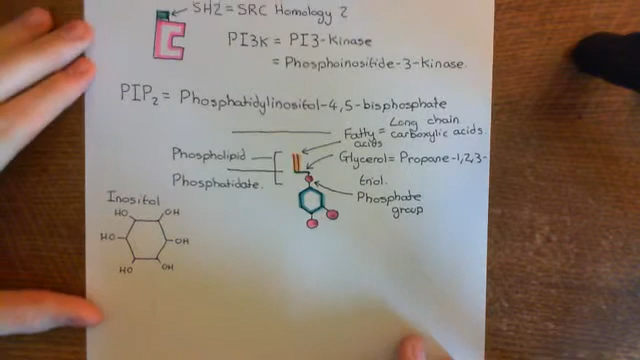 SH2 = SRC Homology 2
PI3K = PI3-Kinase
= Phosphoinositide-3-kinase.
PIP2 = Phosphatidylinositol-4,5-bisphosphate
Fatty acids = Long chain carboxylic acids.
Phospholipid
Glycerol = Propane-1,2,3-triol.
Phosphatidate.
Phosphate
group
Inositol
HO OH
HO OH
HO OH